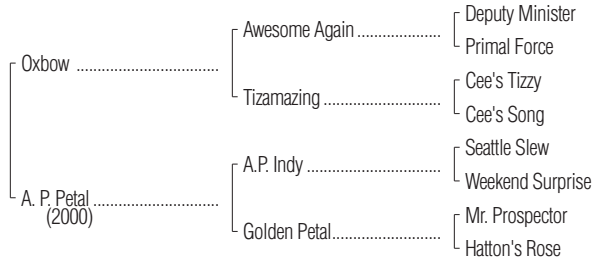 Deputy Minister
Awesome Again ....................
Primal Force
Oxbow ..................................
Cee's Tizzy
Tizamazing ............................
Cee's Song
Seattle Slew
A.P. Indy ................................
Weekend Surprise
A. P. Petal ..............................
(2000)
Mr. Prospector
Golden Petal..........................
Hatton's Rose